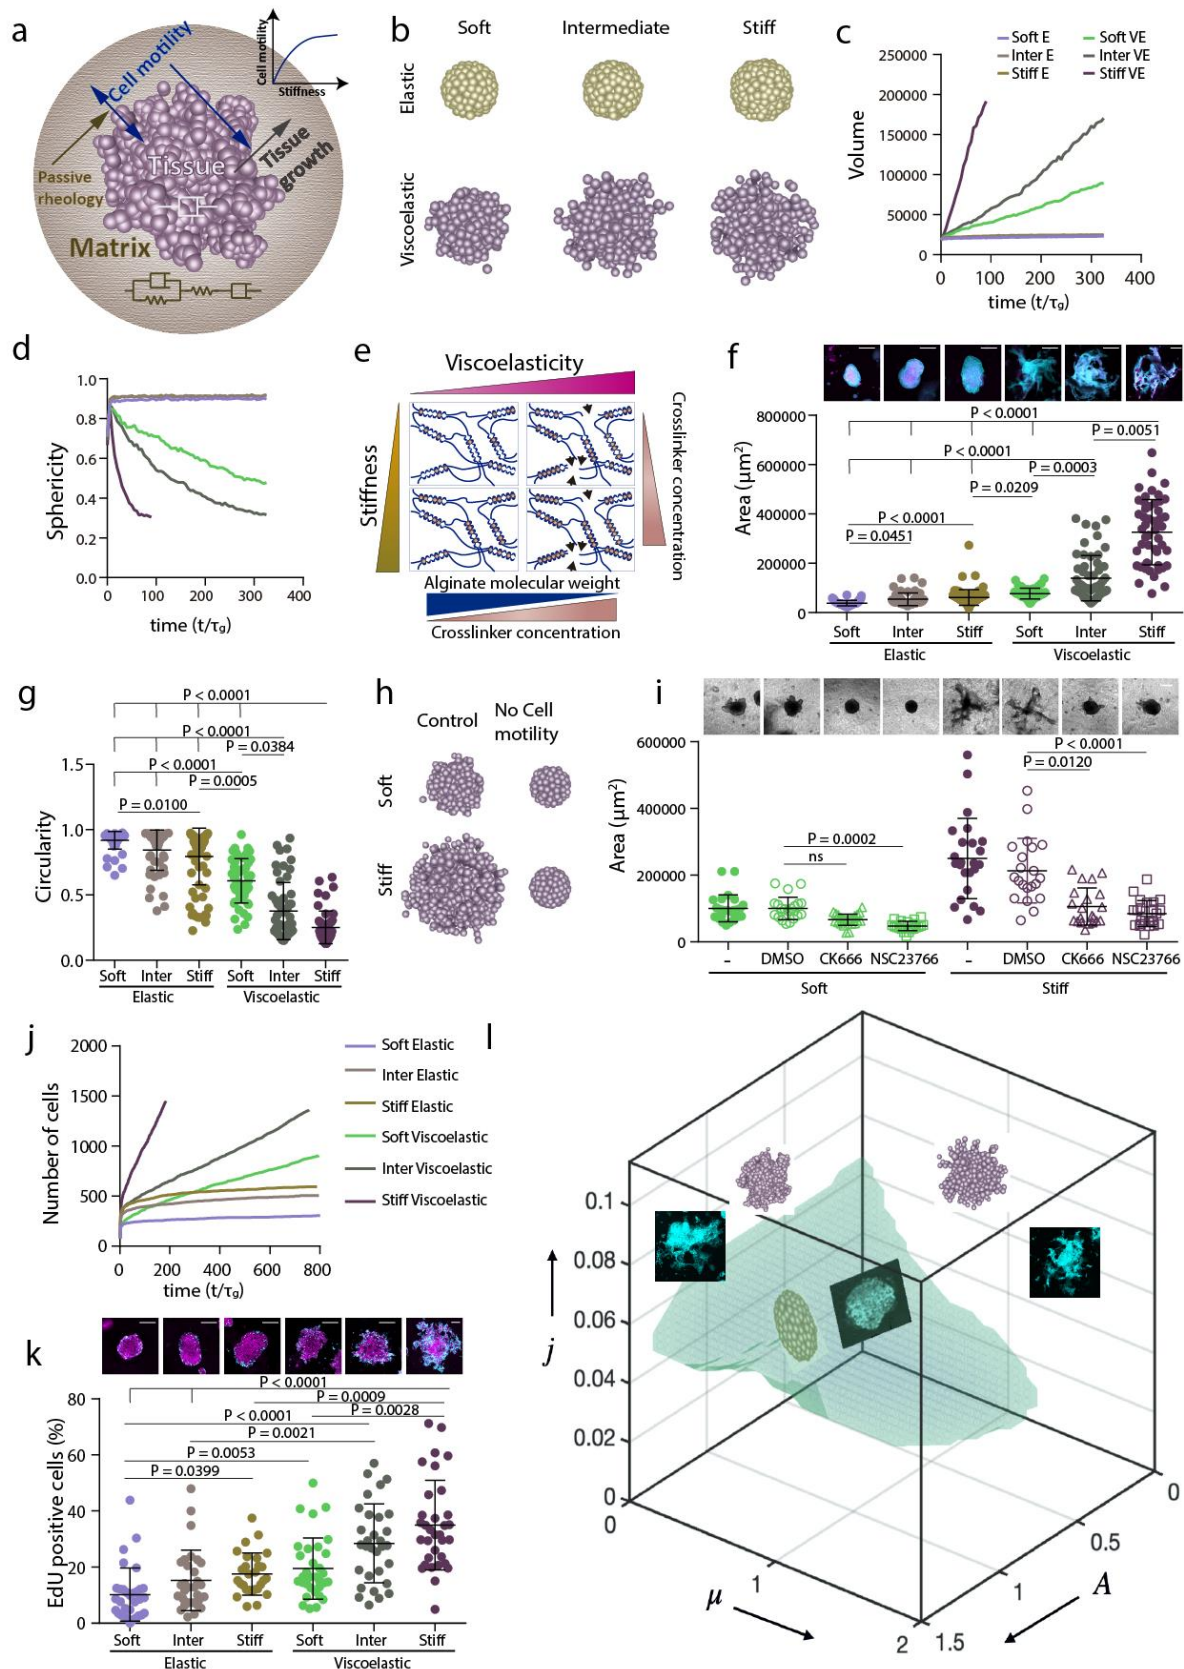 a
Cell motility
Cell motility
Stiffness
Tissue
Tissue
growth
Passive
rheology
Matrix
b
Soft
Intermediate
Stiff
Elastic
Viscoelastic
c
Soft E
Soft VE
Inter E
Inter VE
Stiff E
Stiff VE
250000
200000
150000
100000
50000
0
Volume
0
100
200
300
400
time (t/τg)
d
1.0
0.8
0.6
0.4
0.2
0.0
Sphericity
0
100
200
300
400
time (t/τg)
e
Viscoelasticity
Stiffness
Crosslinker concentration
Alginate molecular weight
Crosslinker concentration
f
800000
600000
400000
200000
0
Area (μm²)
P < 0.0001
P = 0.0051
P < 0.0001
P = 0.0003
P = 0.0209
P < 0.0001
P = 0.0451
Soft
Inter
Stiff
Soft
Inter
Stiff
Elastic
Viscoelastic
g
P < 0.0001
P < 0.0001
P = 0.0384
P < 0.0001
P = 0.0005
P = 0.0100
1.5
1.0
0.5
0.0
Circularity
Soft
Inter
Stiff
Soft
Inter
Stiff
Elastic
Viscoelastic
h
Control
No Cell
motility
Soft
Stiff
i
600000
400000
200000
0
Area (μm²)
P < 0.0001
P = 0.0120
P = 0.0002
ns
–
DMSO
CK666
NSC23766
–
DMSO
CK666
NSC23766
Soft
Stiff
j
2000
1500
1000
500
0
Number of cells
0
200
400
600
800
time (t/τg)
Soft Elastic
Inter Elastic
Stiff Elastic
Soft Viscoelastic
Inter Viscoelastic
Stiff Viscoelastic
k
P < 0.0001
P = 0.0009
P = 0.0028
P < 0.0001
P = 0.0021
P = 0.0053
P = 0.0399
80
60
40
20
0
EdU positive cells (%)
Soft
Inter
Stiff
Soft
Inter
Stiff
Elastic
Viscoelastic
l
0.1
0.08
0.06
0.04
0.02
0
j
0
1
2
μ
1.5
1
0.5
0
A